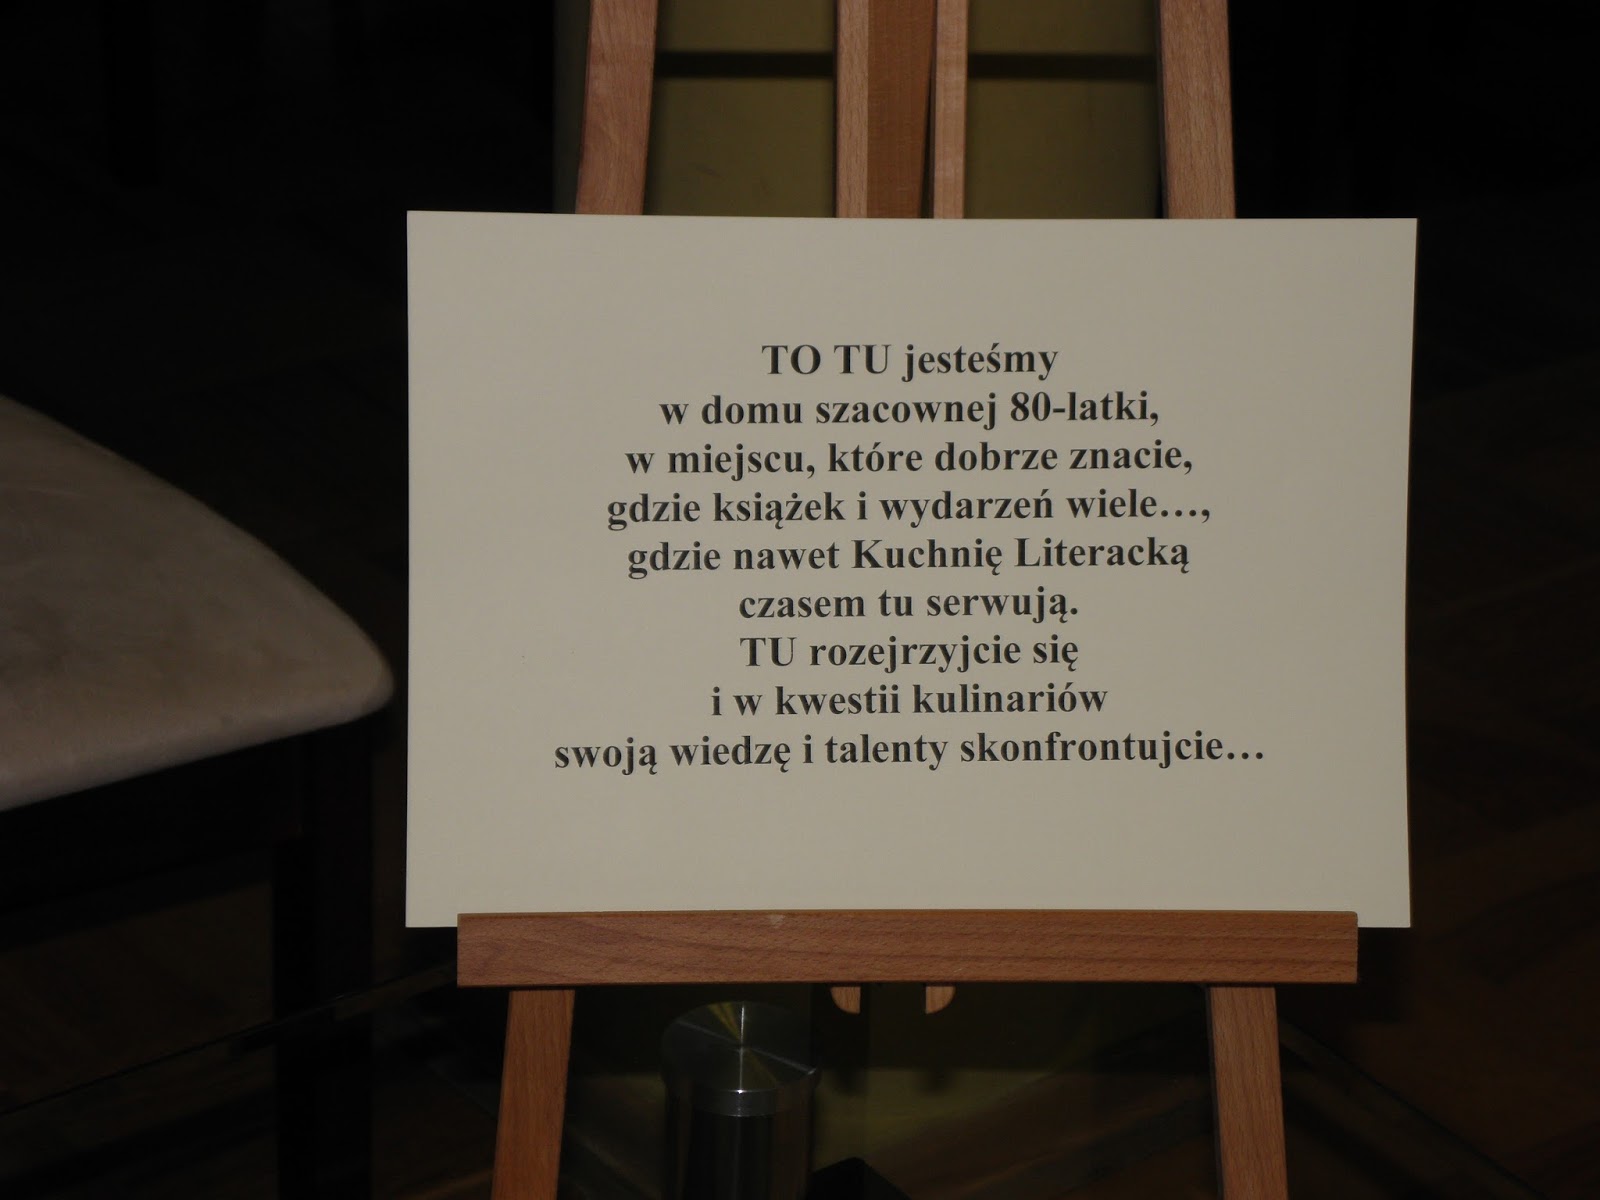 TO TU jesteśmy
w domu szacownej 80-latki,
w miejscu, które dobrze znacie,
gdzie książek i wydarzeń wiele…,
gdzie nawet Kuchnię Literacką
czasem tu serwują.
TU rozejrzyjcie się
i w kwestii kulinariów
swoją wiedzę i talenty skonfrontujcie…